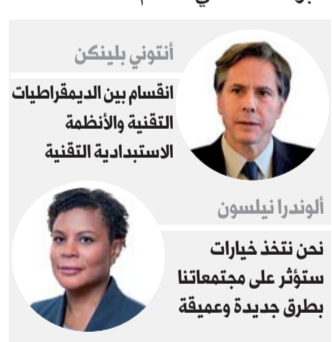 أنتوني بلينكن
انقسام بين الديمقراطيات
التقنية والأنظمة
الاستبدادية التقنية
ألوندرا نيلسون
نحن نتخذ خيارات
ستؤثر على مجتمعاتنا
بطرق جديدة وعميقة